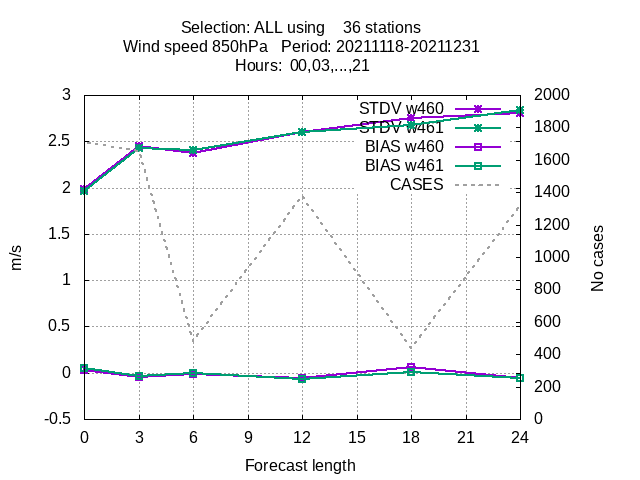 Selection: ALL using    36 stations
Wind speed 850hPa   Period: 20211118-20211231
Hours: 00,03,...,21
3
2.5
2
1.5
1
0.5
0
-0.5
m/s
STDV w460
STDV w461
BIAS w460
BIAS w461
CASES
2000
1800
1600
1400
1200
1000
800
600
400
200
0
No cases
0 3 6 9 12 15 18 21 24
Forecast length